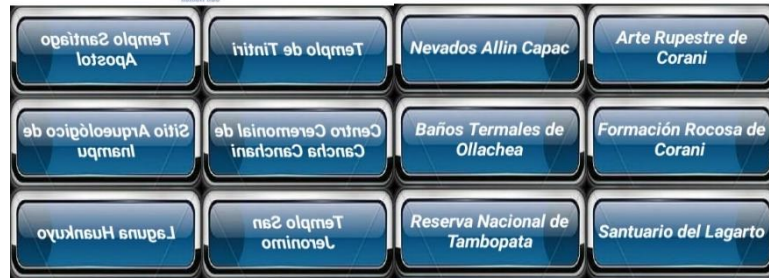 Templo Santíago
Apostol
Templo de Tintiri
Nevados Allin Capac
Arte Rupestre de
Corani
Sitio Arqueológico de
Inampu
Centro Ceremonial de
Cancha Canchani
Baños Termales de
Ollachea
Formación Rocosa de
Corani
Laguna Huankuyo
Templo San
Jeronimo
Reserva Nacional de
Tambopata
Santuario del Lagarto